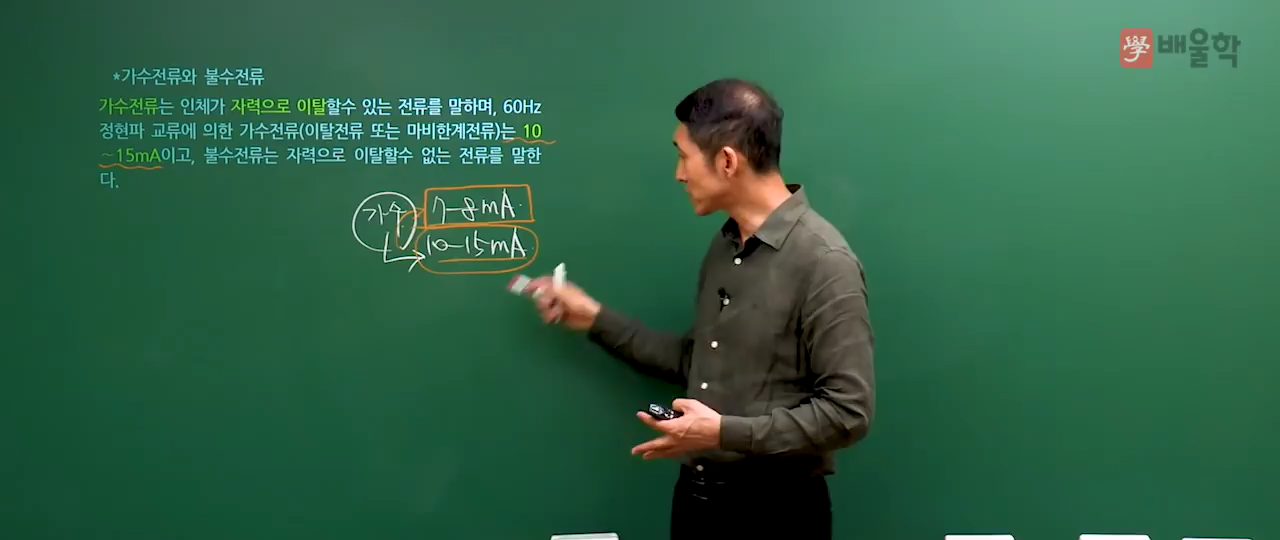 學 배울학
*가수전류와 불수전류
가수전류는 인체가 자력으로 이탈할수 있는 전류를 말하며, 60Hz
정현파 교류에 의한 가수전류(이탈전류 또는 마비한계전류)는 10
~15mA이고, 불수전류는 자력으로 이탈할수 없는 전류를 말한
다.
가수 7-8mA.
10-15mA.